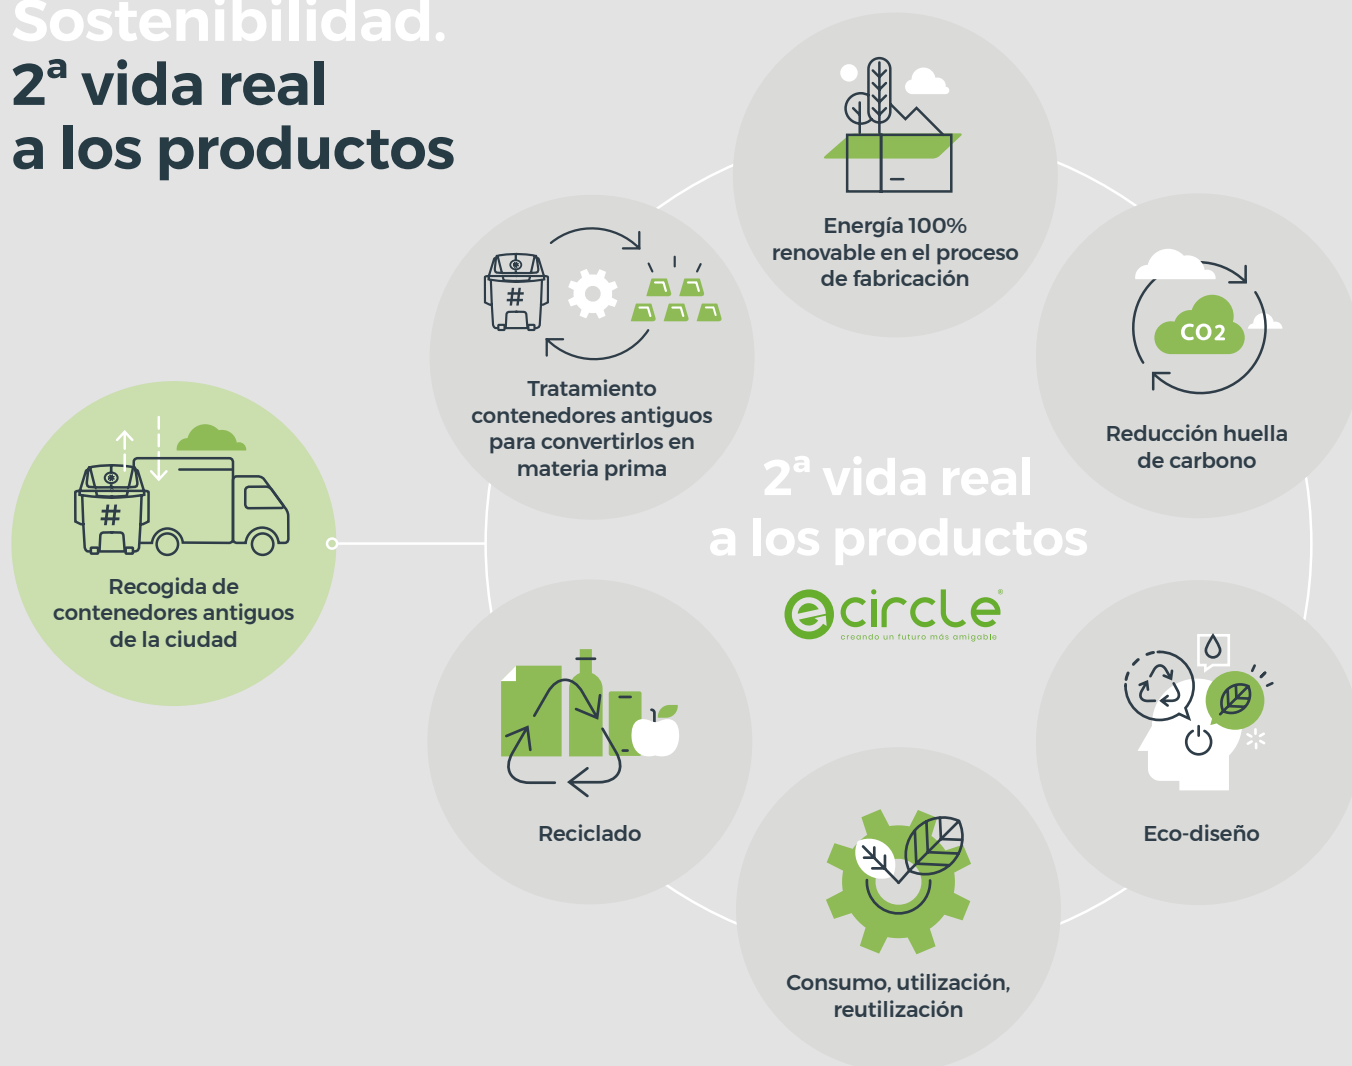 Sostenibilidad.
2ª vida real
a los productos
Energía 100%
renovable en el proceso
de fabricación
#
Tratamiento
contenedores antiguos
para convertirlos en
materia prima
CO2
Reducción huella
de carbono
#
Recogida de
contenedores antiguos
de la ciudad
2ª vida real
a los productos
ecircle®
creando un futuro más amigable
Reciclado
Eco-diseño
Consumo, utilización,
reutilización